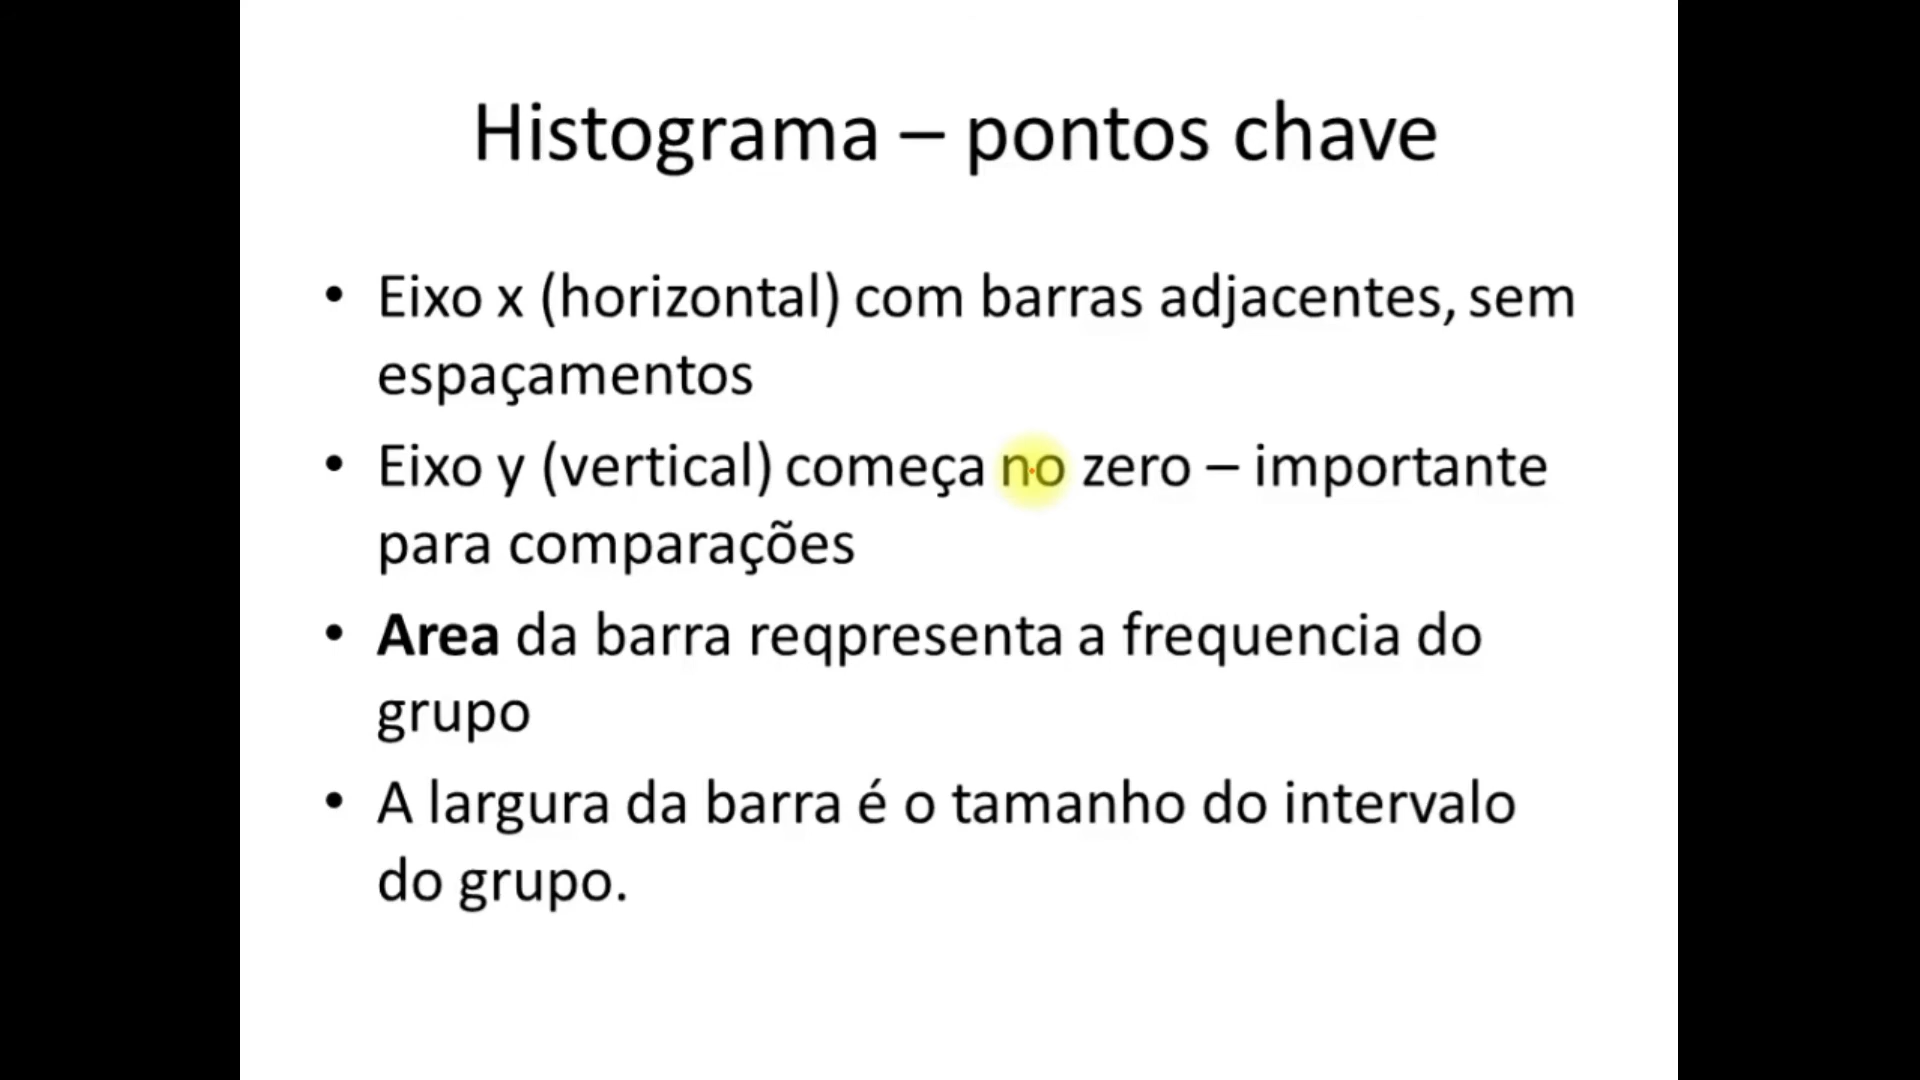 Histograma – pontos chave
• Eixo x (horizontal) com barras adjacentes, sem
espaçamentos
• Eixo y (vertical) começa no zero – importante
para comparações
• Area da barra reqpresenta a frequencia do
grupo
• A largura da barra é o tamanho do intervalo
do grupo.